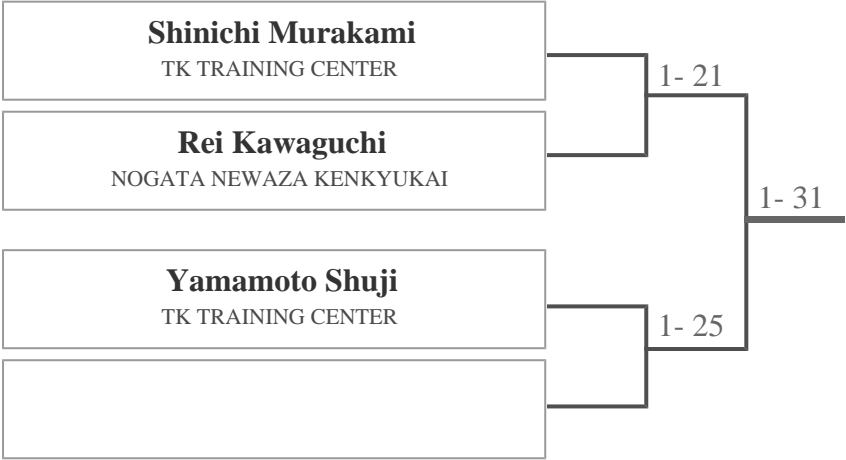 Shinichi Murakami
TK TRAINING CENTER
1- 21
Rei Kawaguchi
NOGATA NEWAZA KENKYUKAI
1- 31
Yamamoto Shuji
TK TRAINING CENTER
1- 25